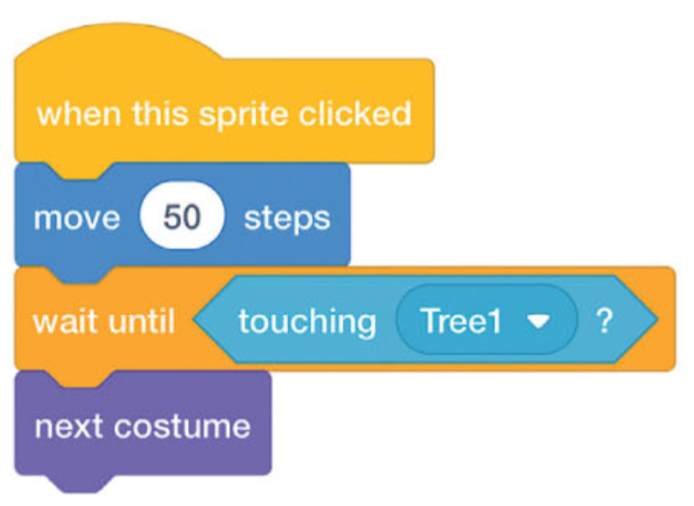 when this sprite clicked
move 50 steps
wait until touching Tree1 ?
next costume